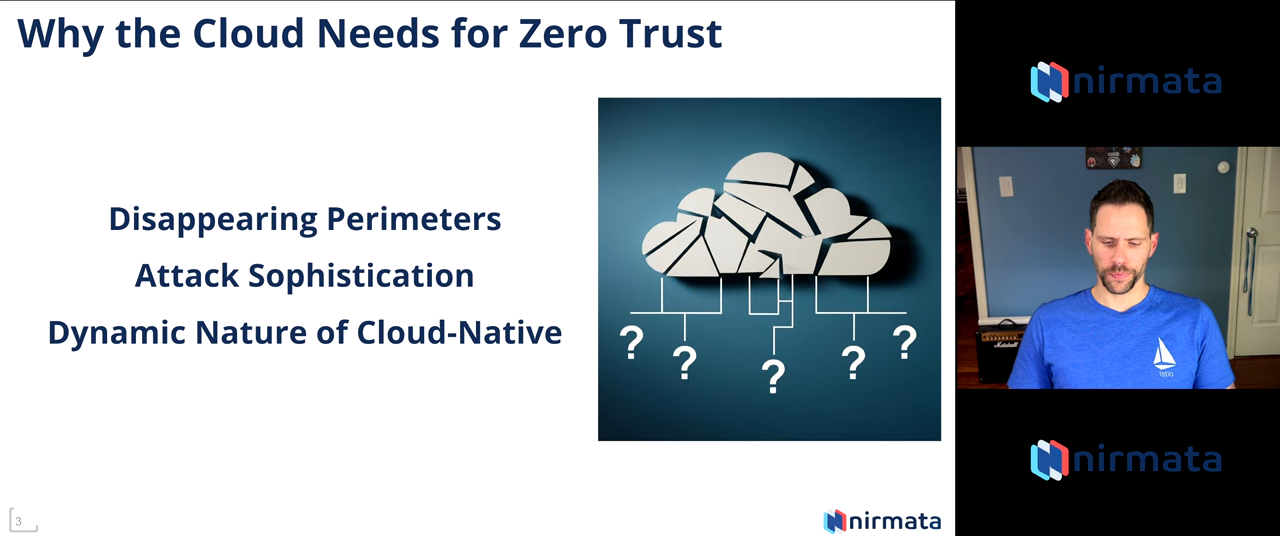 Why the Cloud Needs for Zero Trust
Disappearing Perimeters
Attack Sophistication
Dynamic Nature of Cloud-Native
?
?
?
?
?
3
nirmata
nirmata
Marshall
Istio
nirmata